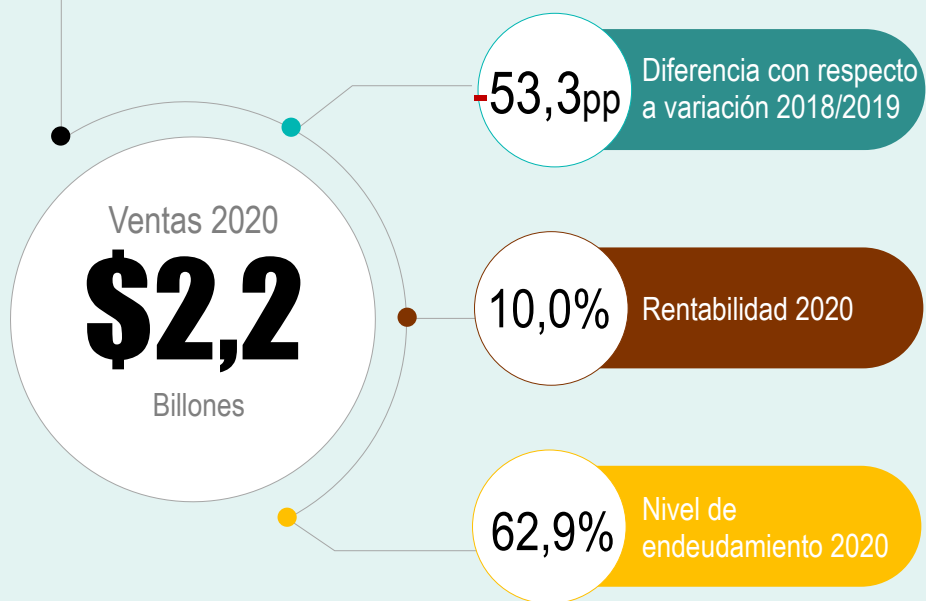 Ventas 2020
$2,2
Billones
-53,3pp
Diferencia con respecto
a variación 2018/2019
10,0%
Rentabilidad 2020
62,9%
Nivel de
endeudamiento 2020